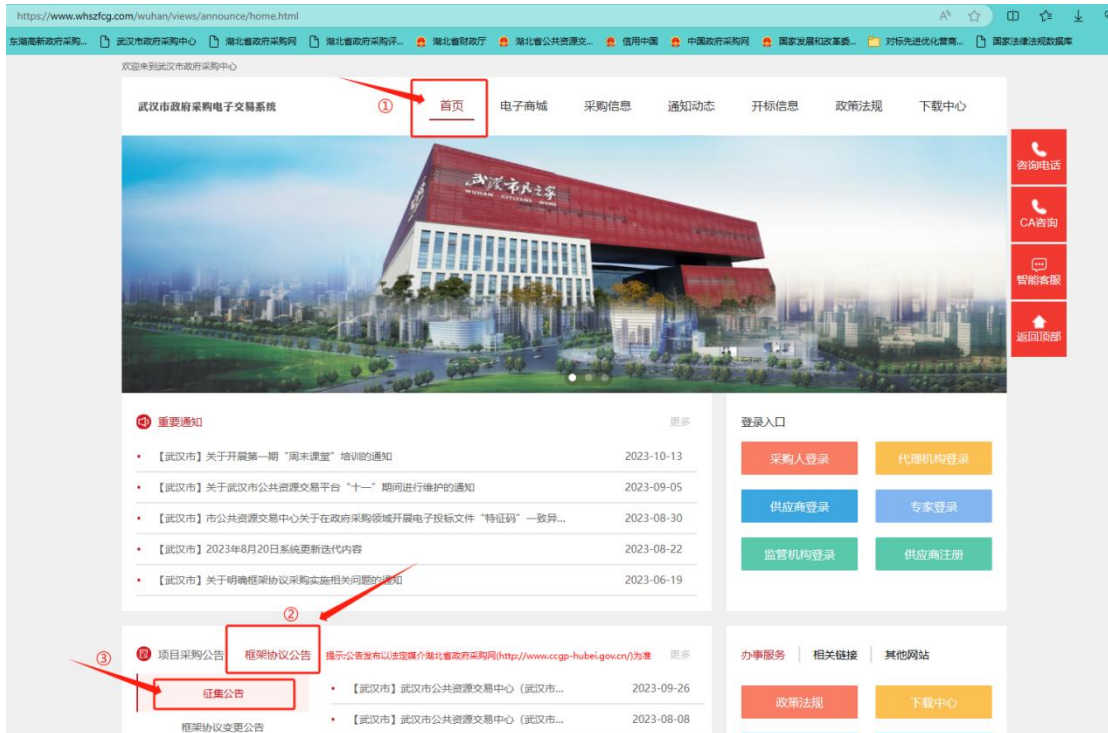 https://www.whszfcg.com/wuhan/views/announce/home.html
东湖高新政府采购... 武汉市政府采购中心 湖北省政府采购网 湖北省政府采购评... 湖北省财政厅 湖北省公共资源交... 信用中国 中国政府采购网 国家发展和改革委... 对标先进优化营商... 国家法律法规数据库
欢迎来到武汉市政府采购中心
武汉市政府采购电子交易系统 ① 首页 电子商城 采购信息 通知动态 开标信息 政策法规 下载中心
武汉市民之家
WUHAN CITIZENS HOME
咨询电话
CA咨询
智能客服
返回顶部
重要通知 更多
【武汉市】关于开展第一期“周末课堂”培训的通知 2023-10-13
【武汉市】关于武汉市公共资源交易平台“十一”期间进行维护的通知 2023-09-05
【武汉市】市公共资源交易中心关于在政府采购领域开展电子投标文件“特征码”一致异... 2023-08-30
【武汉市】2023年8月20日系统更新迭代内容 2023-08-22
【武汉市】关于明确框架协议采购实施相关问题的通知 2023-06-19
登录入口
采购人登录 代理机构登录
供应商登录 专家登录
监管机构登录 供应商注册
②
项目采购公告 框架协议公告 提示:公告发布以法定媒介湖北省政府采购网(http://www.ccgp-hubei.gov.cn/)为准 更多
③
征集公告
框架协议变更公告
【武汉市】武汉市公共资源交易中心（武汉市... 2023-09-26
【武汉市】武汉市公共资源交易中心（武汉市... 2023-08-08
办事服务 相关链接 其他网站
政策法规 下载中心